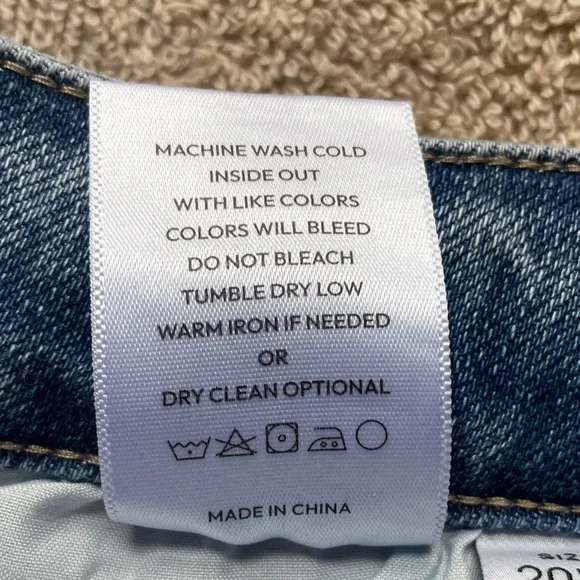 MACHINE WASH COLD
INSIDE OUT
WITH LIKE COLORS
COLORS WILL BLEED
DO NOT BLEACH
TUMBLE DRY LOW
WARM IRON IF NEEDED
OR
DRY CLEAN OPTIONAL
MADE IN CHINA